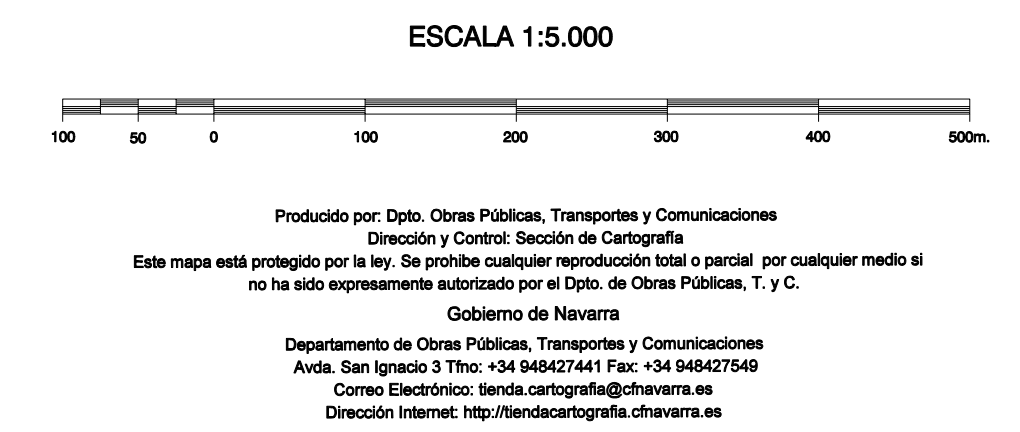 ESCALA 1:5.000
100 50 0 100 200 300 400 500m.
Producido por: Dpto. Obras Públicas, Transportes y Comunicaciones
Dirección y Control: Sección de Cartografía
Este mapa está protegido por la ley. Se prohibe cualquier reproducción total o parcial por cualquier medio si
no ha sido expresamente autorizado por el Dpto. de Obras Públicas, T. y C.
Gobierno de Navarra
Departamento de Obras Públicas, Transportes y Comunicaciones
Avda. San Ignacio 3 Tfno: +34 948427441 Fax: +34 948427549
Correo Electrónico: tienda.cartografia@cfnavarra.es
Dirección Internet: http://tiendacartografia.cfnavarra.es